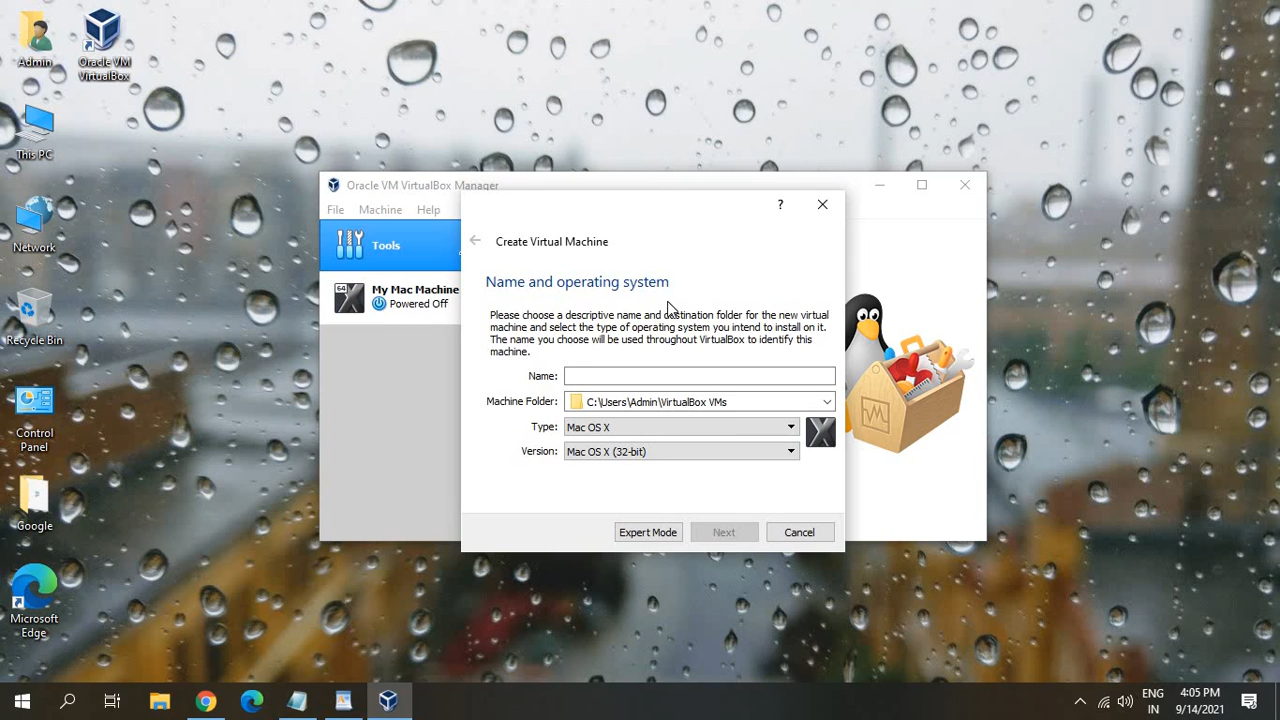 Admin
Oracle VM
VirtualBox
This PC
Network
Recycle Bin
Control
Panel
Google
Microsoft
Edge
Oracle VM VirtualBox Manager
File Machine Help
Tools
64
My Mac Machine
Powered Off
?
Create Virtual Machine
Name and operating system
Please choose a descriptive name and destination folder for the new virtual
machine and select the type of operating system you intend to install on it.
The name you choose will be used throughout VirtualBox to identify this
machine.
Name:
Machine Folder: C:\Users\Admin\VirtualBox VMs
Type: Mac OS X
Version: Mac OS X (32-bit)
Expert Mode Next Cancel
ENG
IN
4:05 PM
9/14/2021